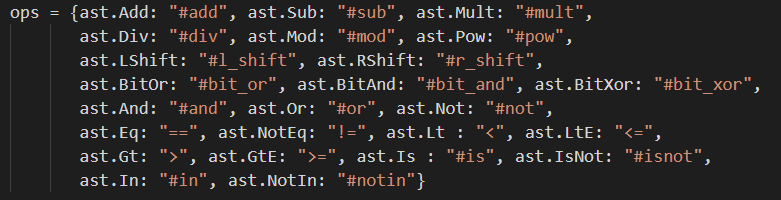 ops = {ast.Add: "#add", ast.Sub: "#sub", ast.Mult: "#mult",
ast.Div: "#div", ast.Mod: "#mod", ast.Pow: "#pow",
ast.LShift: "#l_shift", ast.RShift: "#r_shift",
ast.BitOr: "#bit_or", ast.BitAnd: "#bit_and", ast.BitXor: "#bit_xor",
ast.And: "#and", ast.Or: "#or", ast.Not: "#not",
ast.Eq: "==", ast.NotEq: "!=", ast.Lt : "<", ast.LtE: "<=",
ast.Gt: ">", ast.GtE: ">=", ast.Is : "#is", ast.IsNot: "#isnot",
ast.In: "#in", ast.NotIn: "#notin"}